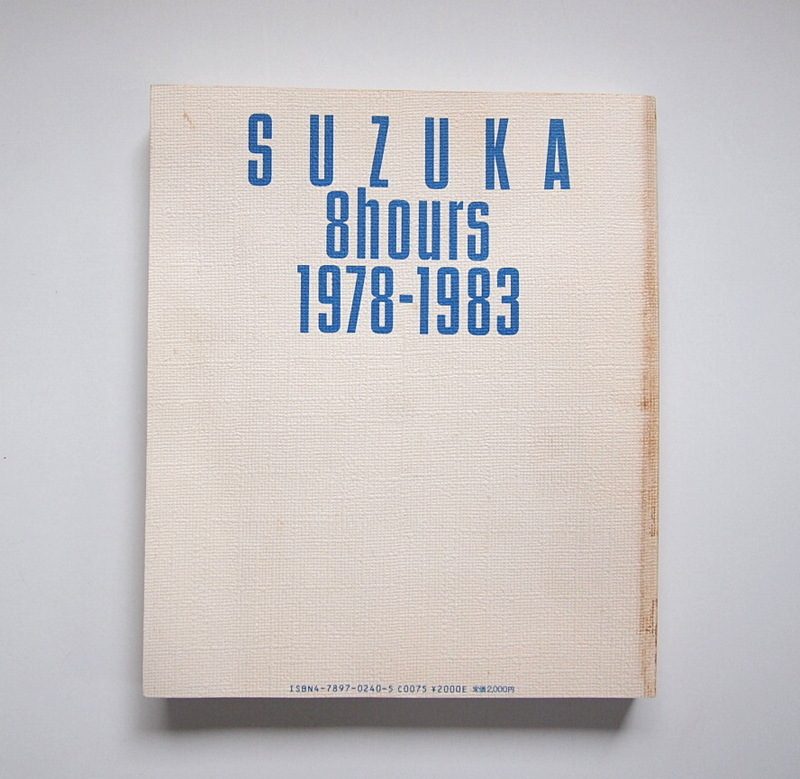 SUZUKA
8hours
1978-1983
ISBN4-7897-0240-5 C0075 ¥2000E 定価2,000円